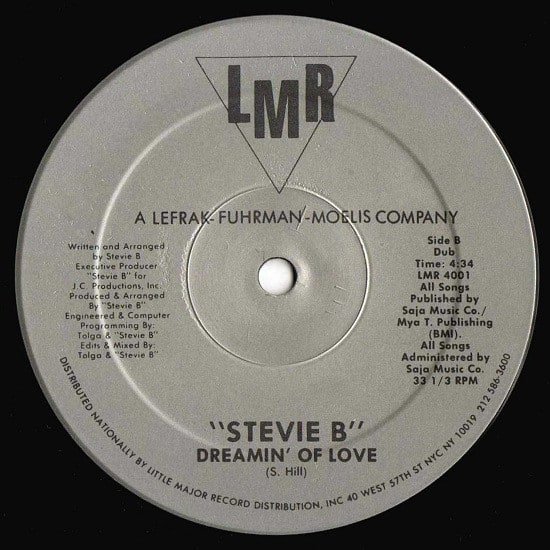 LMR
A LEFRAK-FUHRMAN-MOELIS COMPANY
Written and Arranged
by Stevie B
Executive Producer
"Stevie B" for
J.C. Productions, Inc.
Produced & Arranged
By "Stevie B"
Engineered & Computer
Programming By:
Tolga & "Stevie B"
Edits & Mixed By:
Tolga & "Stevie B"
Side B
Dub
Time: 4:34
LMR 4001
All Songs
Published by
Saja Music Co./
Mya T. Publishing
(BMI).
All Songs
Administered by
Saja Music Co.
33 1/3 RPM
"STEVIE B"
DREAMIN' OF LOVE
(S. Hill)
DISTRIBUTED NATIONALLY BY LITTLE MAJOR RECORD DISTRIBUTION, INC 40 WEST 57TH ST NYC NY 10019 212 586-3600